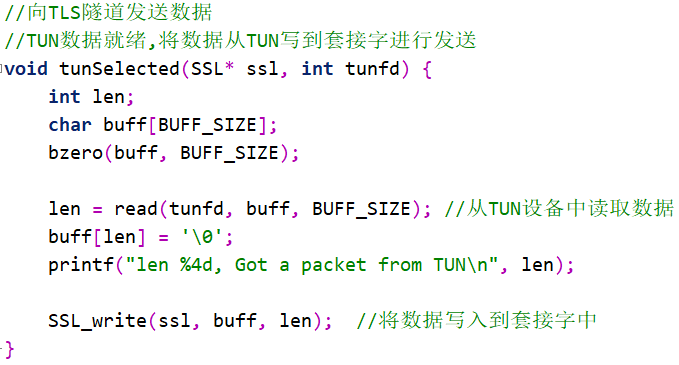 //向TLS隧道发送数据
//TUN数据就绪,将数据从TUN写到套接字进行发送
void tunSelected(SSL* ssl, int tunfd) {
    int len;
    char buff[BUFF_SIZE];
    bzero(buff, BUFF_SIZE);

    len = read(tunfd, buff, BUFF_SIZE); //从TUN设备中读取数据
    buff[len] = '\0';
    printf("len %4d, Got a packet from TUN\n", len);

    SSL_write(ssl, buff, len);  //将数据写入到套接字中
}